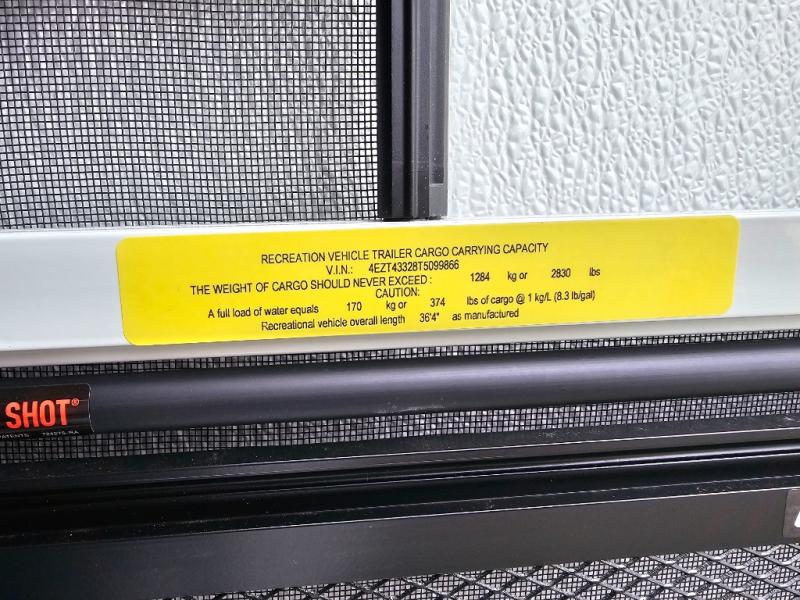 RECREATION VEHICLE TRAILER CARGO CARRYING CAPACITY
V.I.N.: 4EZT43328T5099866
THE WEIGHT OF CARGO SHOULD NEVER EXCEED: 1284 kg or 2830 lbs
CAUTION:
A full load of water equals 170 kg or 374 lbs of cargo @ 1 kg/L (8.3 lb/gal)
Recreational vehicle overall length 36'4" as manufactured
SHOT®